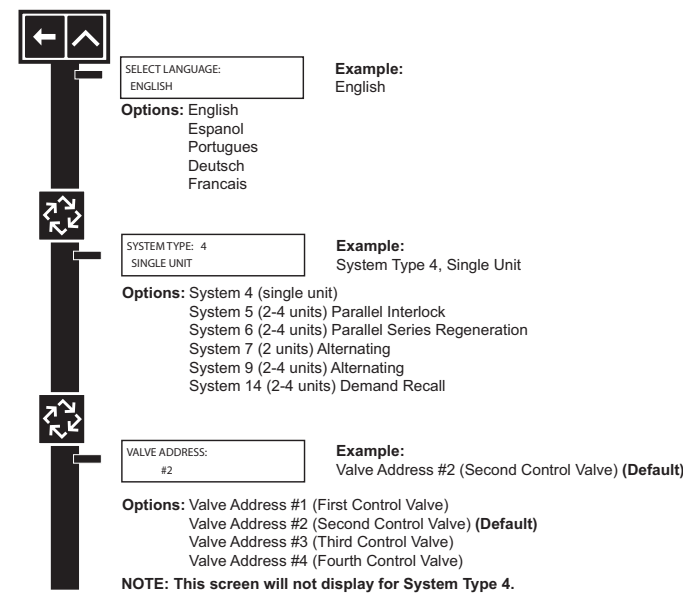 SELECT LANGUAGE:
ENGLISH
Example:
English
Options: English
Espanol
Portugues
Deutsch
Francais
SYSTEM TYPE: 4
SINGLE UNIT
Example:
System Type 4, Single Unit
Options: System 4 (single unit)
System 5 (2-4 units) Parallel Interlock
System 6 (2-4 units) Parallel Series Regeneration
System 7 (2 units) Alternating
System 9 (2-4 units) Alternating
System 14 (2-4 units) Demand Recall
VALVE ADDRESS:
#2
Example:
Valve Address #2 (Second Control Valve) (Default)
Options: Valve Address #1 (First Control Valve)
Valve Address #2 (Second Control Valve) (Default)
Valve Address #3 (Third Control Valve)
Valve Address #4 (Fourth Control Valve)
NOTE: This screen will not display for System Type 4.